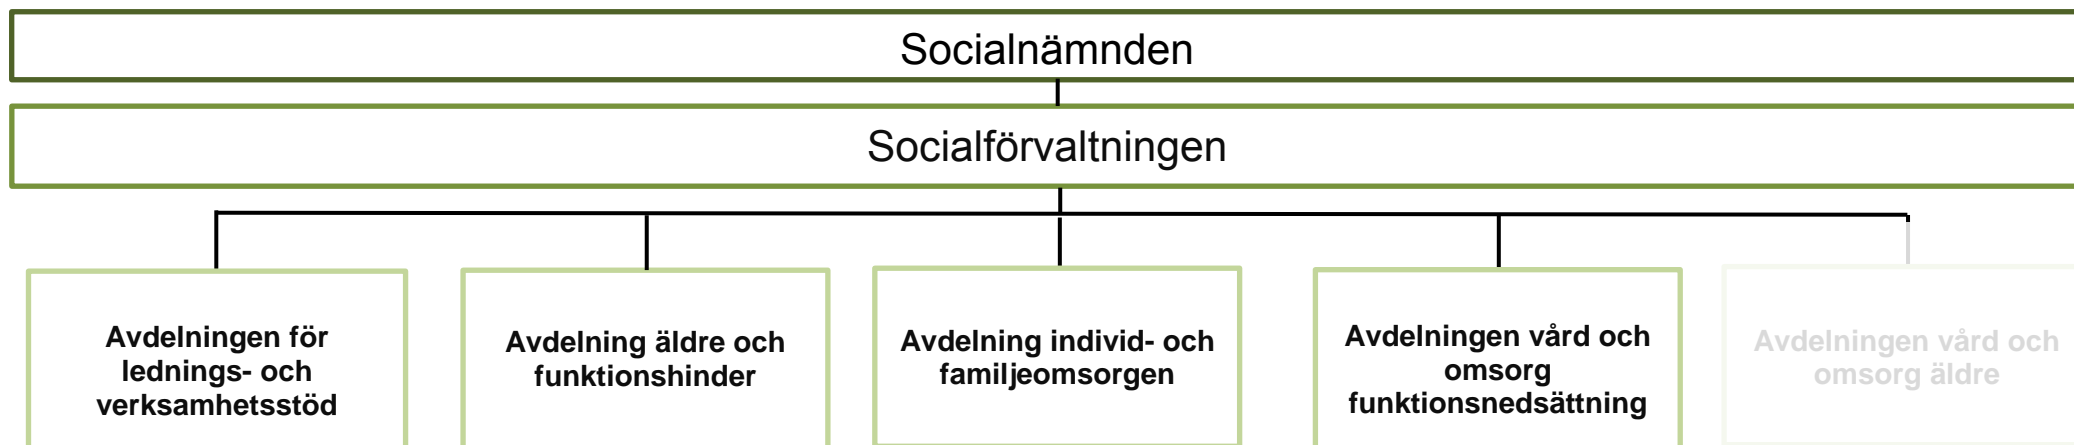 Socialnämnden
Socialförvaltningen
Avdelningen för
lednings- och
verksamhetsstöd
Avdelning äldre och
funktionshinder
Avdelning individ- och
familjeomsorgen
Avdelningen vård och
omsorg
funktionsnedsättning
Avdelningen vård och
omsorg äldre